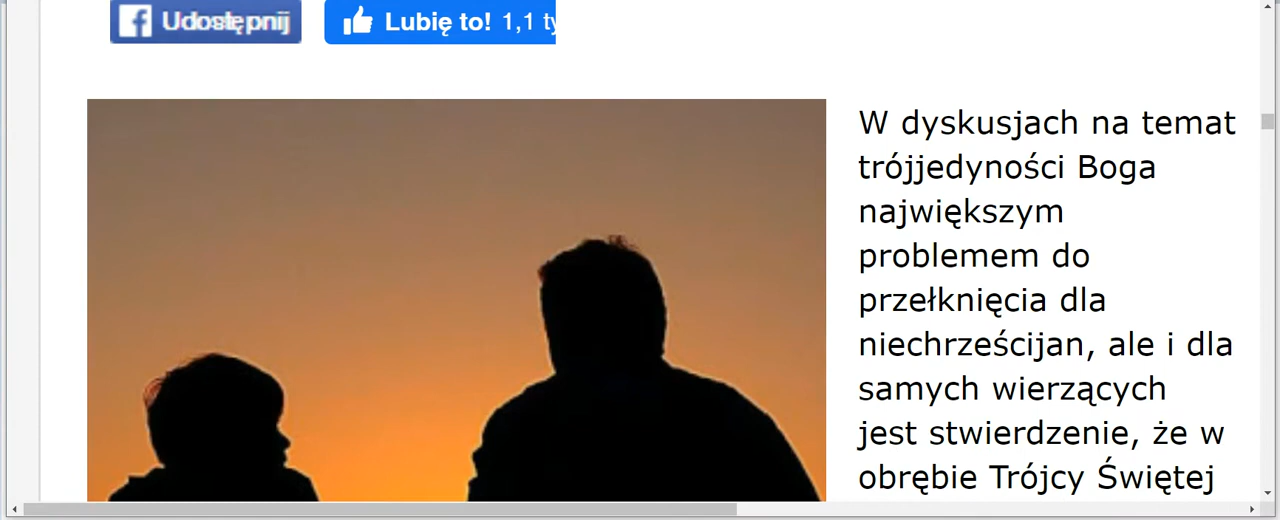 Udostępnij
Lubię to! 1,1 ty
W dyskusjach na temat
trójjedyności Boga
największym
problemem do
przełknięcia dla
niechrześcijan, ale i dla
samych wierzących
jest stwierdzenie, że w
obrębie Trójcy Świętej